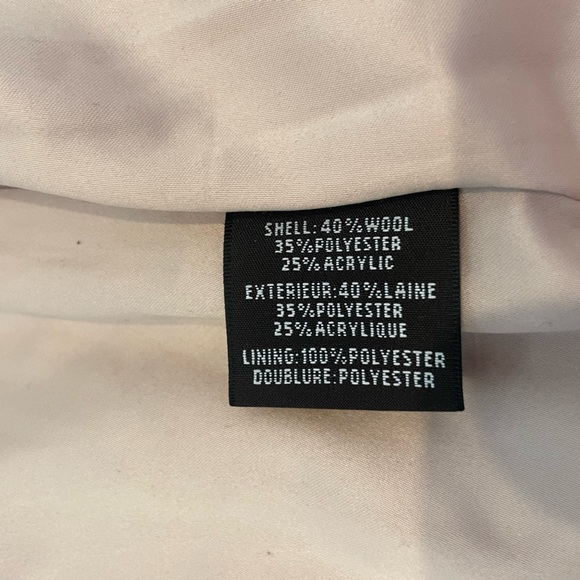 SHELL:40%WOOL
35%POLYESTER
25%ACRYLIC
EXTERIEUR:40%LAINE
35%POLYESTER
25%ACRYLIQUE
LINING:100%POLYESTER
DOUBLURE:POLYESTER